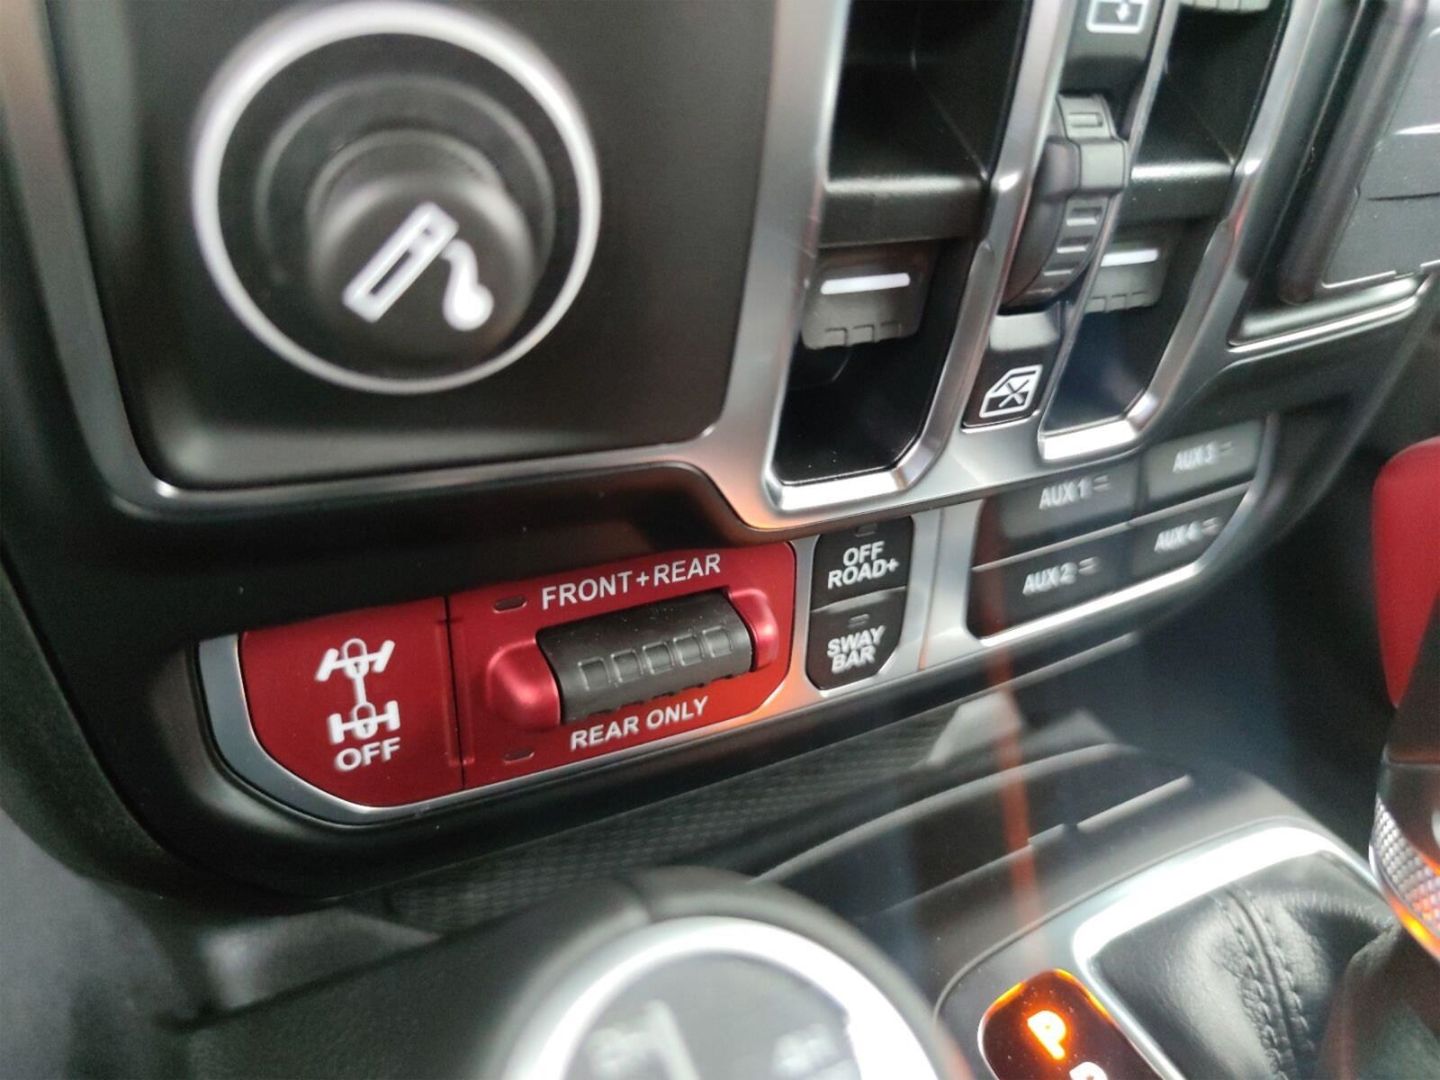 FRONT+REAR
REAR ONLY
OFF
OFF
ROAD+
SWAY
BAR
AUX 1
AUX 2
AUX 3
AUX 4
P